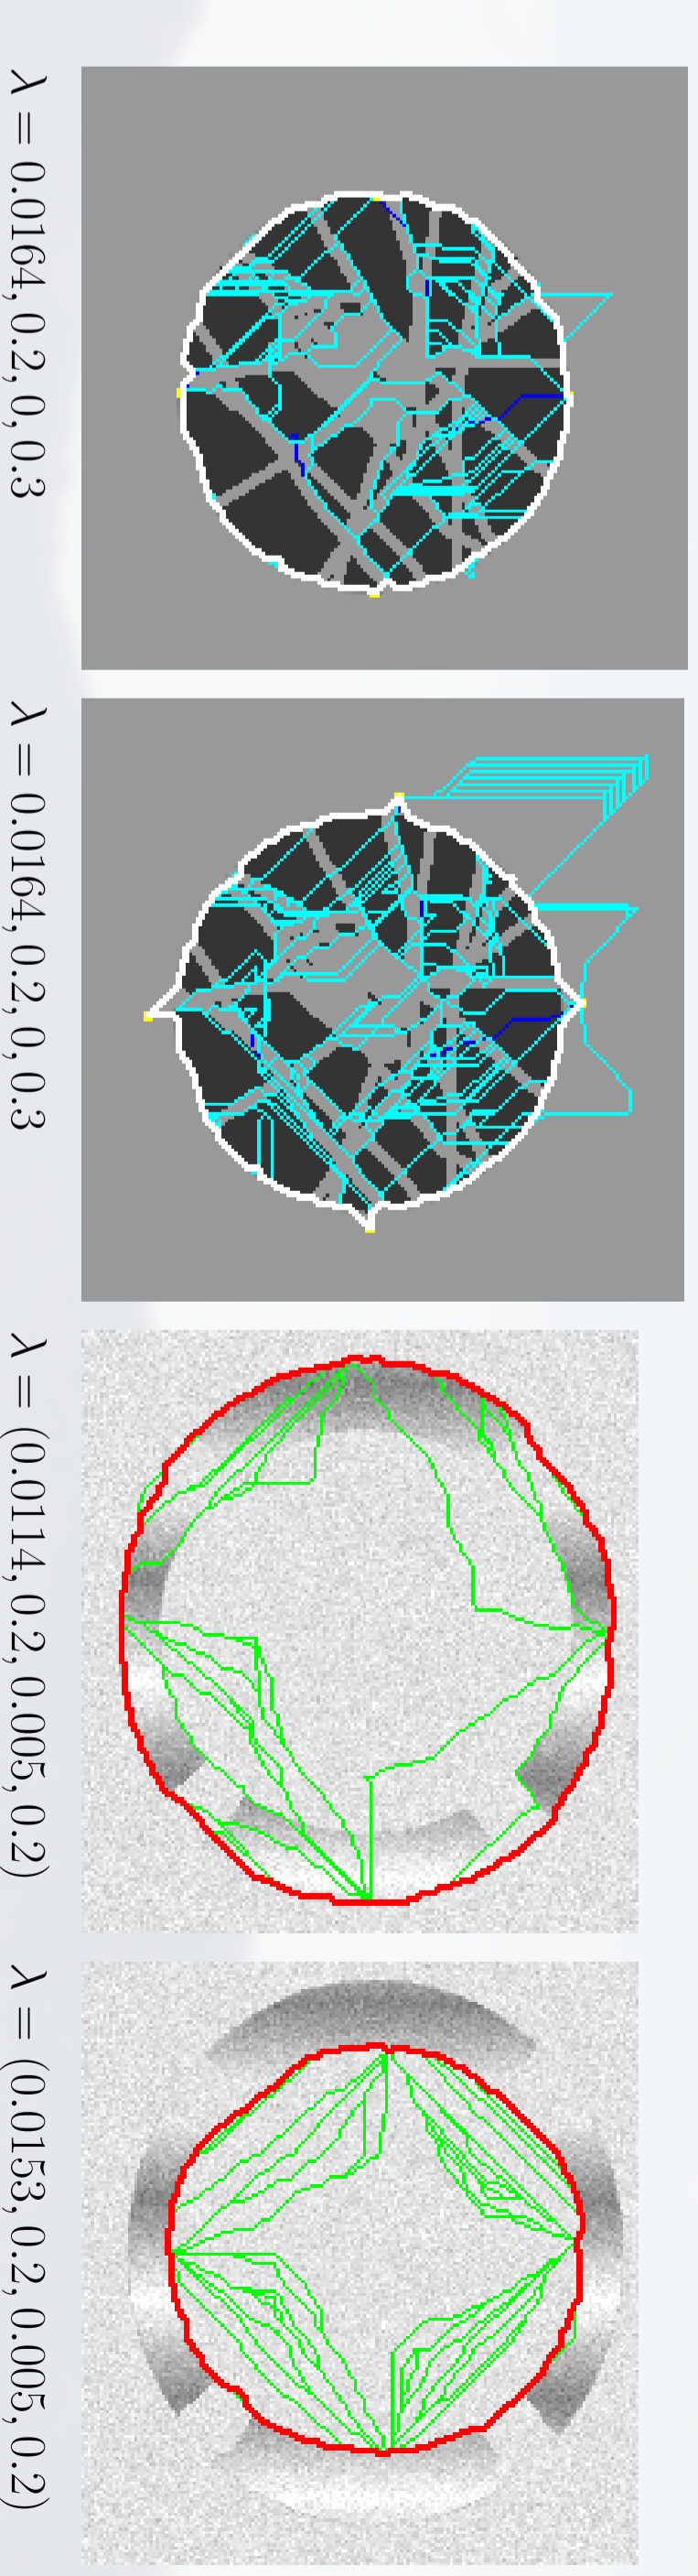 λ = 0.0164, 0.2, 0, 0.3
λ = 0.0164, 0.2, 0, 0.3
λ = (0.0114, 0.2, 0.005, 0.2)
λ = (0.0153, 0.2, 0.005, 0.2)